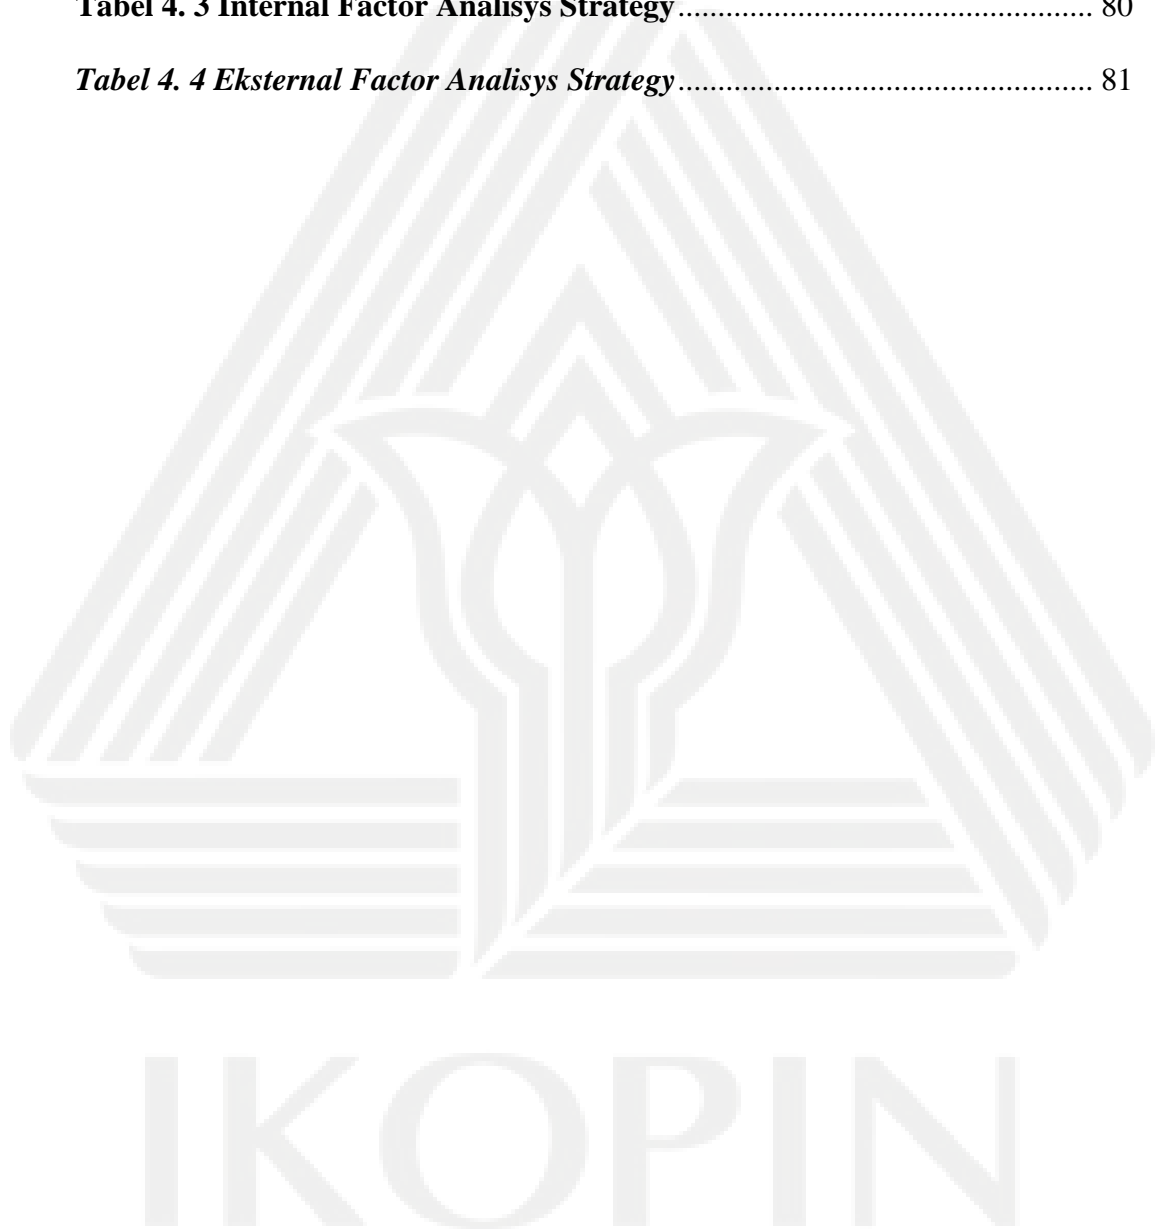 Tabel 4. 3 Internal Factor Analisys Strategy.................................................... 80
Tabel 4. 4 Eksternal Factor Analisys Strategy.................................................... 81
IKOPIN